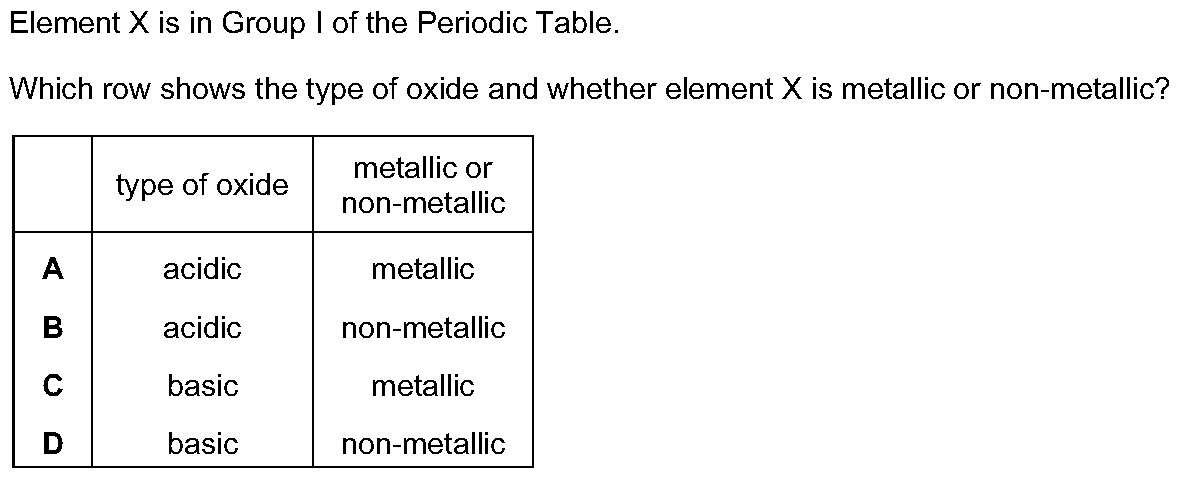 Element X is in Group I of the Periodic Table.
Which row shows the type of oxide and whether element X is metallic or non-metallic?
type of oxide metallic or
non-metallic
A acidic metallic
B acidic non-metallic
C basic metallic
D basic non-metallic